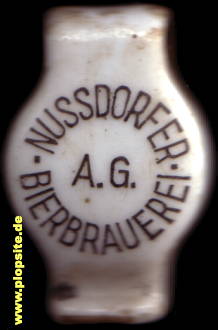 · NUSSDORFER ·
A.G.
BIERBRAUEREI
www.plopsite.de